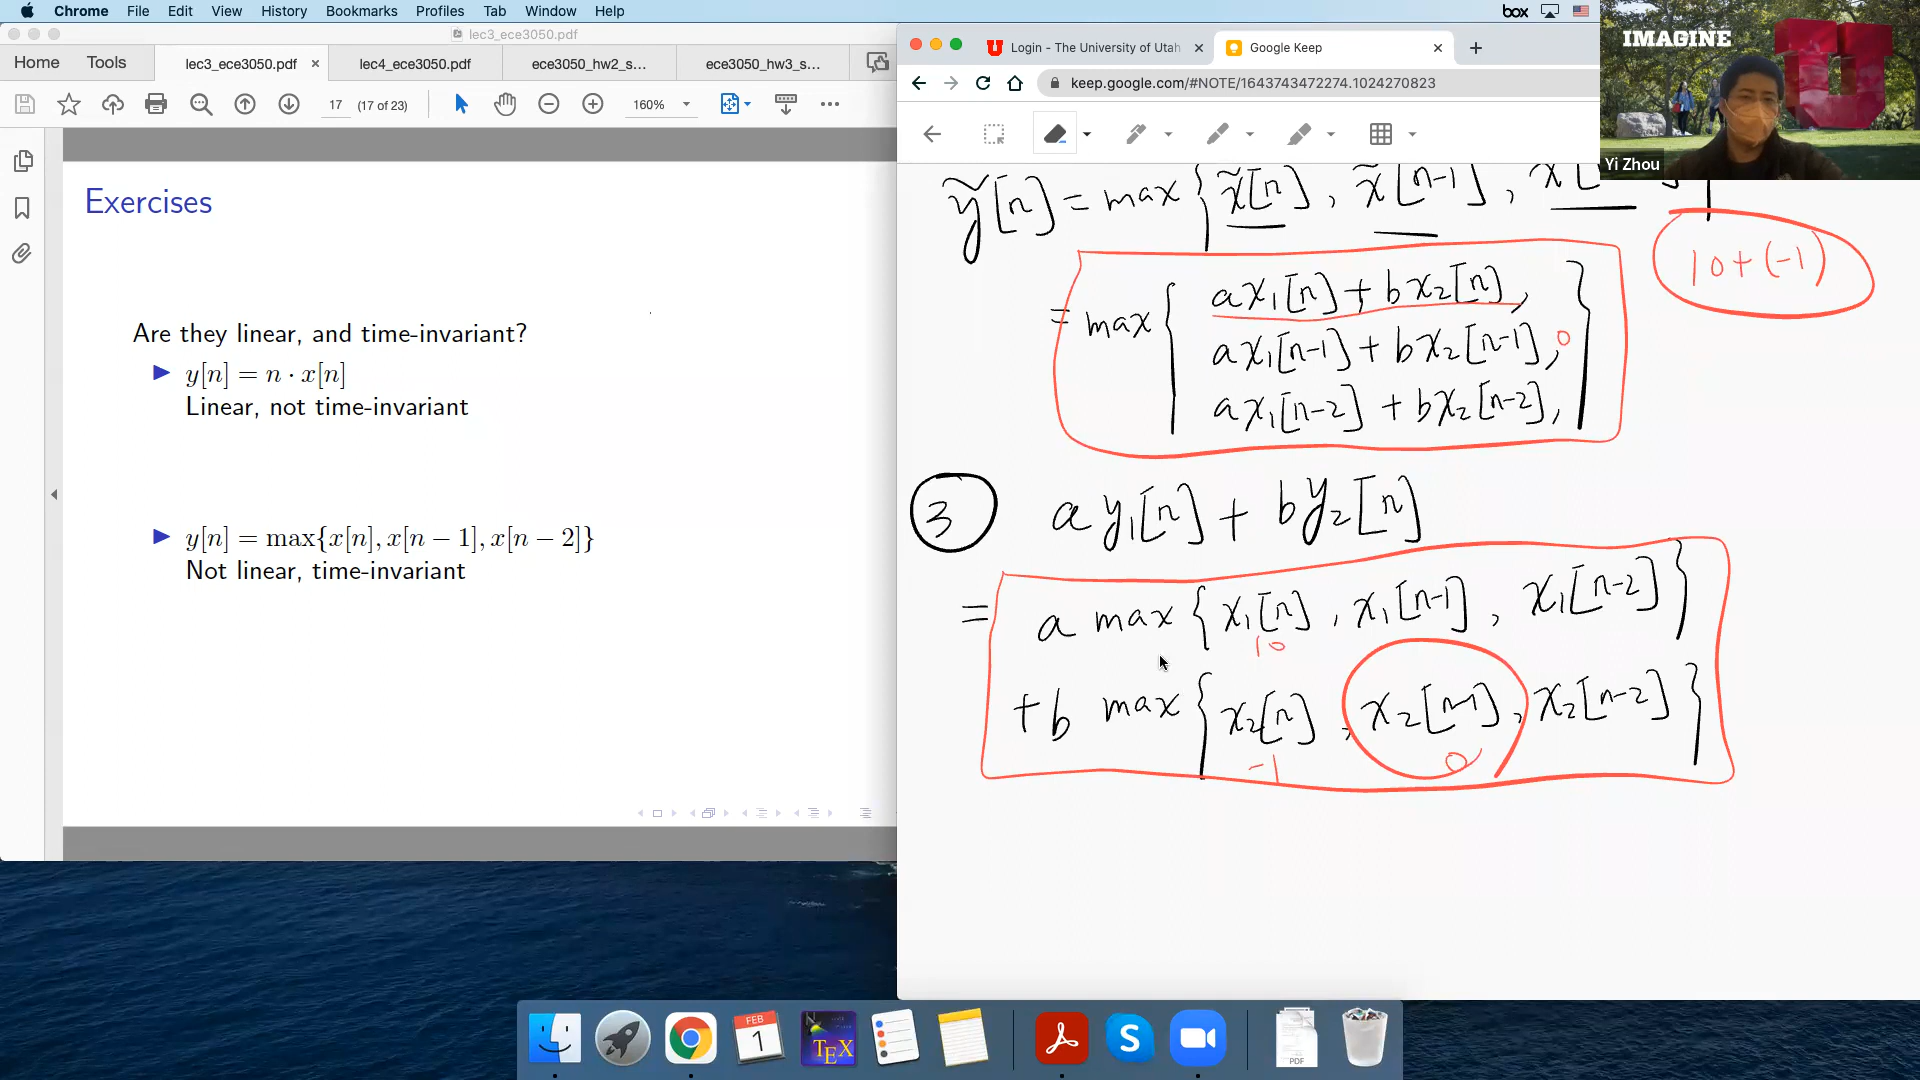 Chrome File Edit View History Bookmarks Profiles Tab Window Help
box
lec3_ece3050.pdf
Home Tools lec3_ece3050.pdf × lec4_ece3050.pdf ece3050_hw2_s... ece3050_hw3_s...
17 (17 of 23) 160%
Exercises
Are they linear, and time-invariant?
y[n] = n · x[n]
Linear, not time-invariant
y[n] = max{x[n], x[n − 1], x[n − 2]}
Not linear, time-invariant
Login - The University of Utah × Google Keep × +
keep.google.com/#NOTE/1643743472274.1024270823
IMAGINE
U
Yi Zhou
ỹ[n] = max { x̃[n], x̃[n-1],
10+(-1)
= max { ax₁[n] + bx₂[n],
ax₁[n-1] + bx₂[n-1], 0
ax₁[n-2] + bx₂[n-2], }
3 ay₁[n] + by₂[n]
= a max { x₁[n], x₁[n-1], x₁[n-2] }
10
+ b max { x₂[n], x₂[n-1], x₂[n-2] }
-1 0
FEB
1
TEX
S
PDF